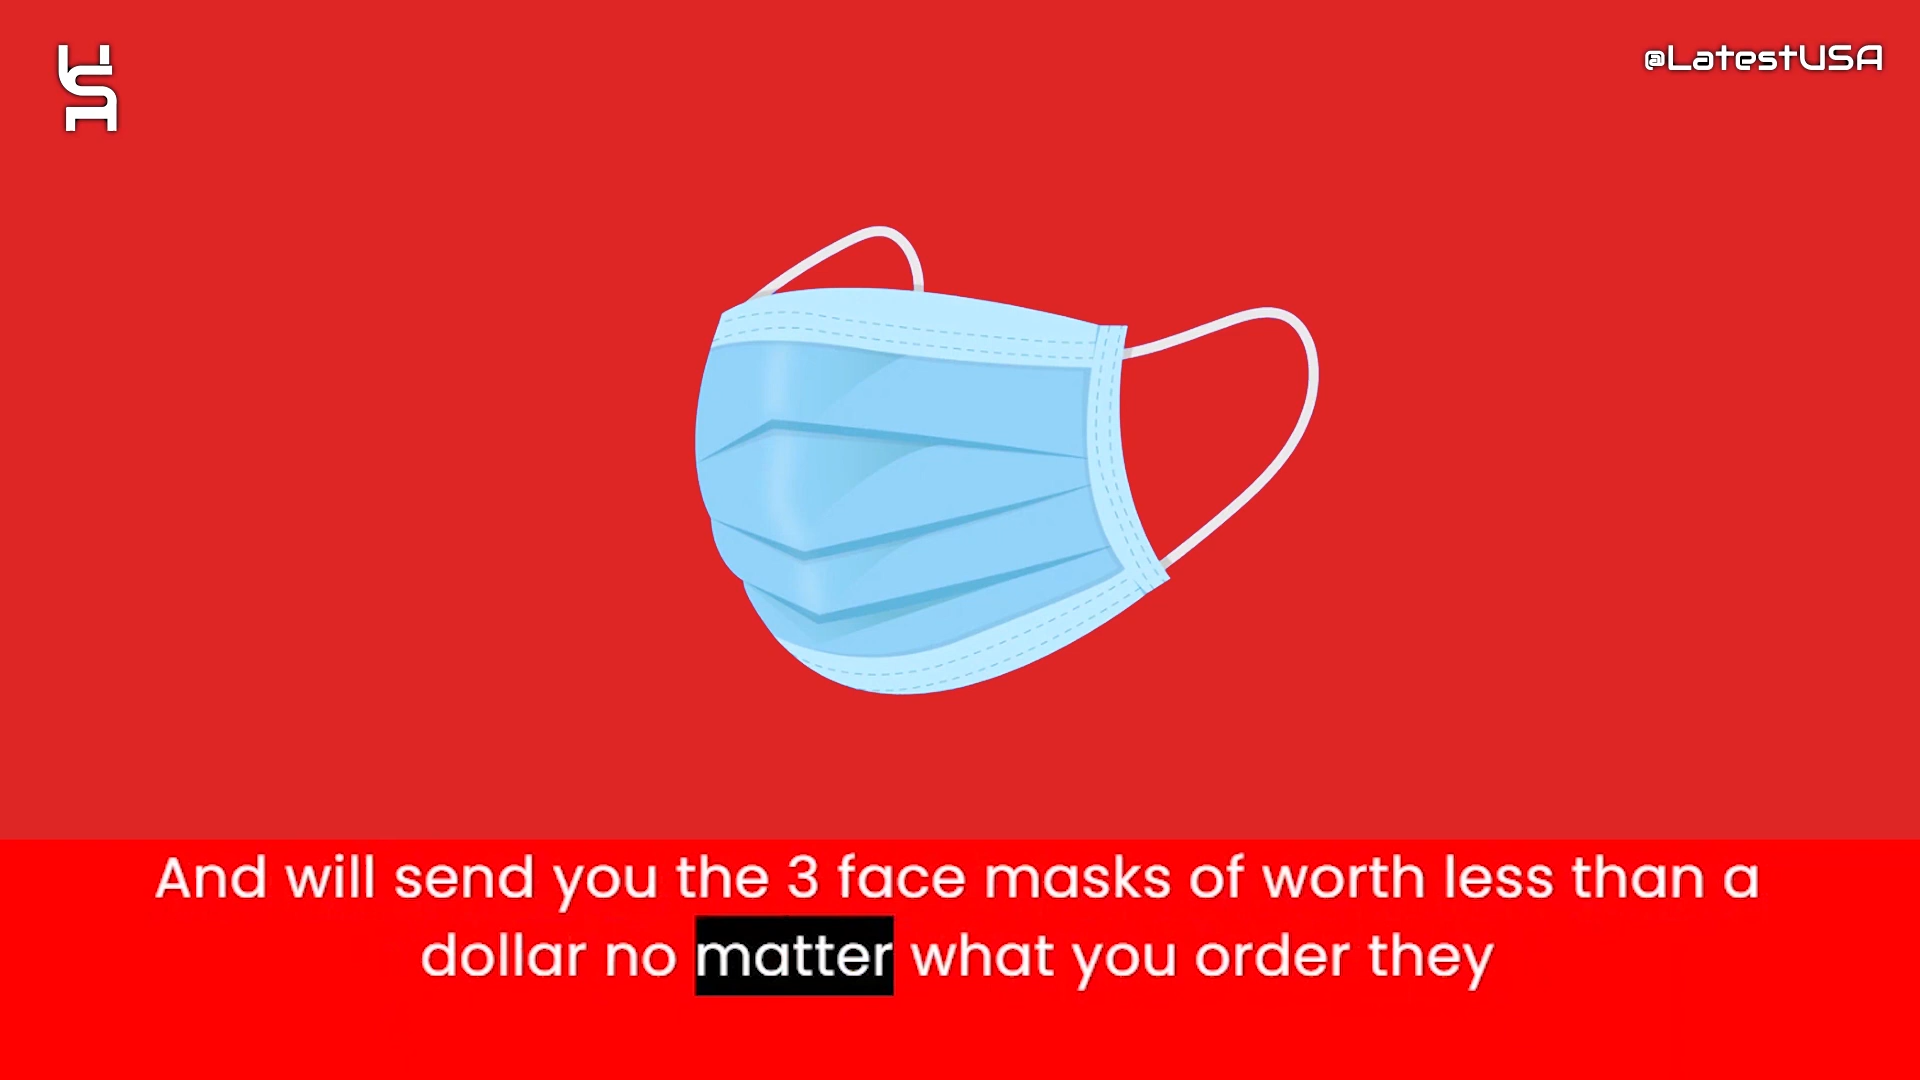 USA
@LatestUSA
And will send you the 3 face masks of worth less than a
dollar no matter what you order they